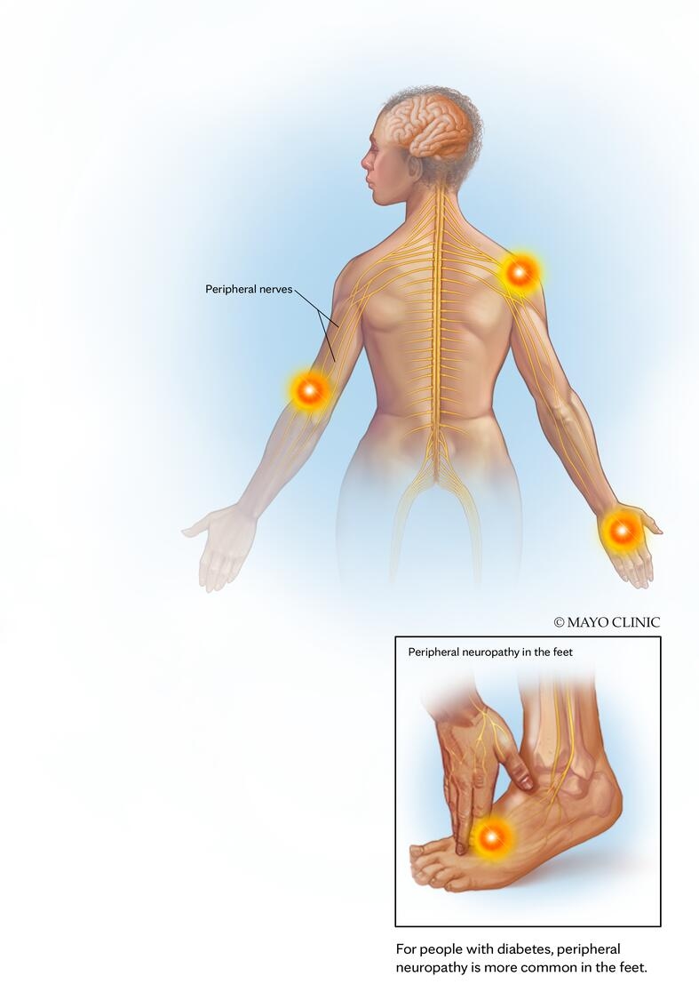 Peripheral nerves
© MAYO CLINIC
Peripheral neuropathy in the feet
For people with diabetes, peripheral
neuropathy is more common in the feet.